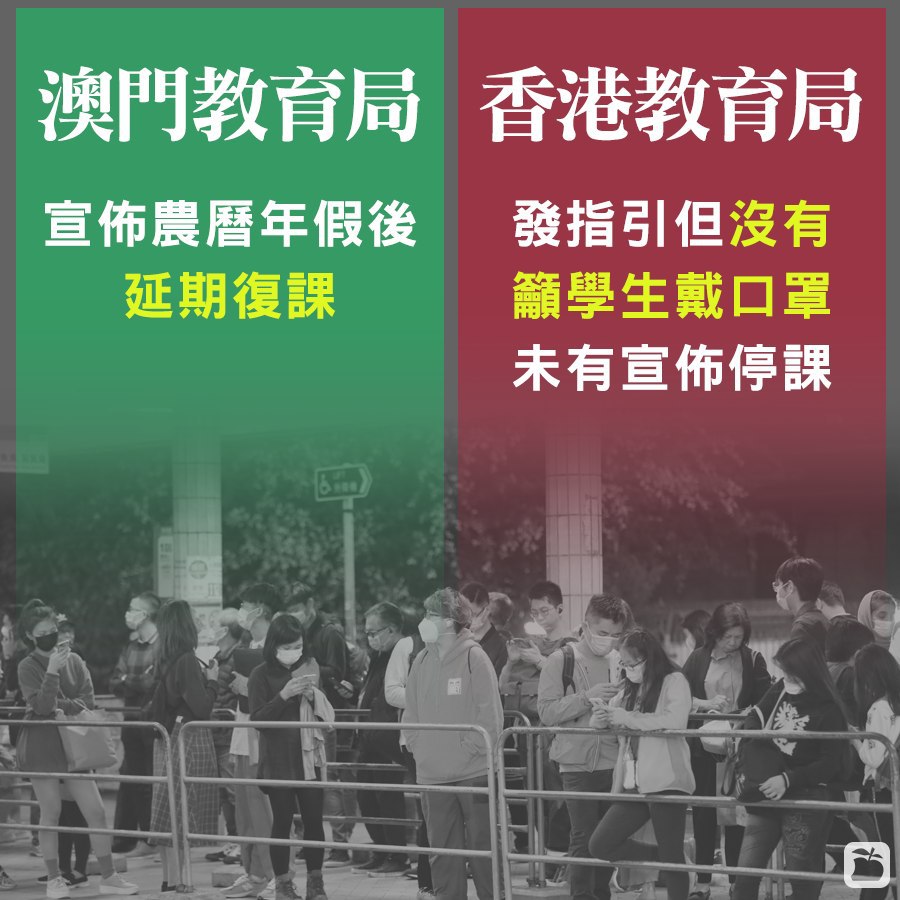 澳門教育局
宣佈農曆年假後
延期復課
香港教育局
發指引但沒有
籲學生戴口罩
未有宣佈停課